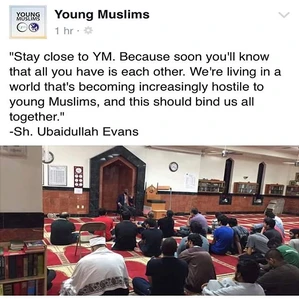 YOUNG
MUSLIMS
Young Muslims
1 hr ·
"Stay close to YM. Because soon you'll know
that all you have is each other. We're living in a
world that's becoming increasingly hostile to
young Muslims, and this should bind us all
together."
-Sh. Ubaidullah Evans